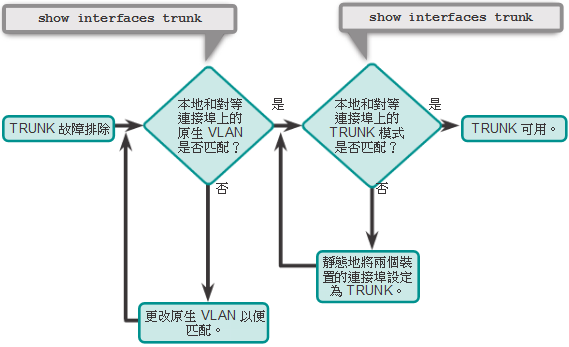 show interfaces trunk
show interfaces trunk
TRUNK 故障排除
本地和對等
連接埠上的
原生 VLAN
是否匹配？
是
本地和對等
連接埠上的
TRUNK 模式
是否匹配？
是
TRUNK 可用。
否
否
靜態地將兩個裝
置的連接埠設定
為 TRUNK。
更改原生 VLAN 以便
匹配。